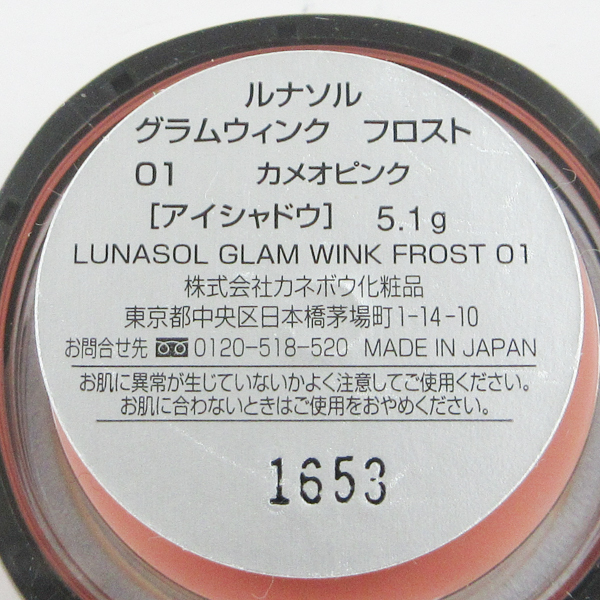 ルナソル
グラムウィンク　フロスト
01　カメオピンク
[アイシャドウ]　5.1g
LUNASOL GLAM WINK FROST 01
株式会社カネボウ化粧品
東京都中央区日本橋茅場町1-14-10
お問合せ先 0120-518-520 MADE IN JAPAN
お肌に異常が生じていないかよく注意してご使用ください。
お肌に合わないときはご使用をおやめください。
1653